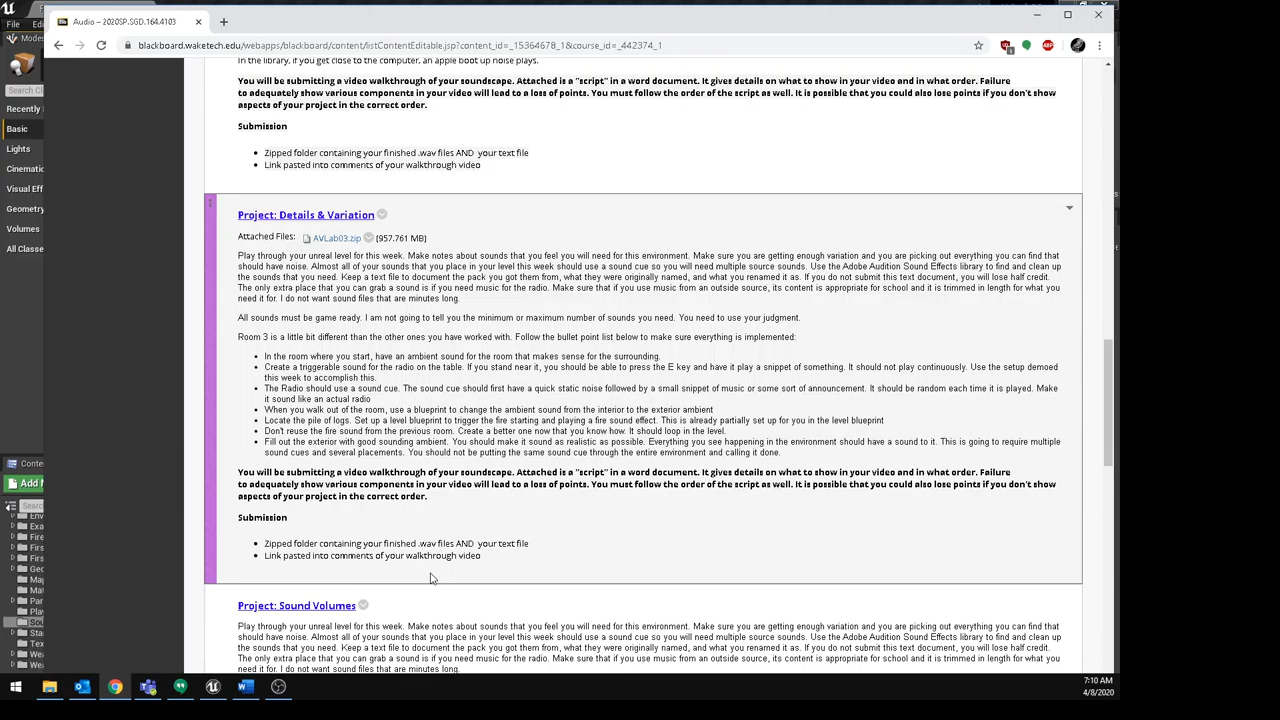 Audio – 2020SP.SGD.164.4103
File
Modes
blackboard.waketech.edu/webapps/blackboard/content/listContentEditable.jsp?content_id=_15364678_1&course_id=_442374_1
Search Cl
Recently
Basic
Lights
Cinematic
Visual Eff
Geometry
Volumes
All Classe
In the library, if you get close to the computer, an apple boot up noise plays.
You will be submitting a video walkthrough of your soundscape. Attached is a "script" in a word document. It gives details on what to show in your video and in what order. Failure
to adequately show various components in your video will lead to a loss of points. You must follow the order of the script as well. It is possible that you could also lose points if you don't show
aspects of your project in the correct order.
Submission
• Zipped folder containing your finished .wav files AND your text file
• Link pasted into comments of your walkthrough video
Project: Details & Variation
Attached Files: AVLab03.zip [957.761 MB]
Play through your unreal level for this week. Make notes about sounds that you feel you will need for this environment. Make sure you are getting enough variation and you are picking out everything you can find that
should have noise. Almost all of your sounds that you place in your level this week should use a sound cue so you will need multiple source sounds. Use the Adobe Audition Sound Effects library to find and clean up
the sounds that you need. Keep a text file to document the pack you got them from, what they were originally named, and what you renamed it as. If you do not submit this text document, you will lose half credit.
The only extra place that you can grab a sound is if you need music for the radio. Make sure that if you use music from an outside source, its content is appropriate for school and it is trimmed in length for what you
need it for. I do not want sound files that are minutes long.
All sounds must be game ready. I am not going to tell you the minimum or maximum number of sounds you need. You need to use your judgment.
Room 3 is a little bit different than the other ones you have worked with. Follow the bullet point list below to make sure everything is implemented:
• In the room where you start, have an ambient sound for the room that makes sense for the surrounding.
• Create a triggerable sound for the radio on the table. If you stand near it, you should be able to press the E key and have it play a snippet of something. It should not play continuously. Use the setup demoed
this week to accomplish this.
• The Radio should use a sound cue. The sound cue should first have a quick static noise followed by a small snippet of music or some sort of announcement. It should be random each time it is played. Make
it sound like an actual radio
• When you walk out of the room, use a blueprint to change the ambient sound from the interior to the exterior ambient
• Locate the pile of logs. Set up a level blueprint to trigger the fire starting and playing a fire sound effect. This is already partially set up for you in the level blueprint
• Don't reuse the fire sound from the previous room. Create a better one now that you know how. It should loop in the level.
• Fill out the exterior with good sounding ambient. You should make it sound as realistic as possible. Everything you see happening in the environment should have a sound to it. This is going to require multiple
sound cues and several placements. You should not be putting the same sound cue through the entire environment and calling it done.
You will be submitting a video walkthrough of your soundscape. Attached is a "script" in a word document. It gives details on what to show in your video and in what order. Failure
to adequately show various components in your video will lead to a loss of points. You must follow the order of the script as well. It is possible that you could also lose points if you don't show
aspects of your project in the correct order.
Submission
• Zipped folder containing your finished .wav files AND your text file
• Link pasted into comments of your walkthrough video
Conten
Add N
Search
Env
Exa
Fire
First
First
Geo
Map
Mat
Par
Play
Sou
Star
Text
Wea
Wea
Project: Sound Volumes
Play through your unreal level for this week. Make notes about sounds that you feel you will need for this environment. Make sure you are getting enough variation and you are picking out everything you can find that
should have noise. Almost all of your sounds that you place in your level this week should use a sound cue so you will need multiple source sounds. Use the Adobe Audition Sound Effects library to find and clean up
the sounds that you need. Keep a text file to document the pack you got them from, what they were originally named, and what you renamed it as. If you do not submit this text document, you will lose half credit.
The only extra place that you can grab a sound is if you need music for the radio. Make sure that if you use music from an outside source, its content is appropriate for school and it is trimmed in length for what you
need it for. I do not want sound files that are minutes long.
7:10 AM
4/8/2020